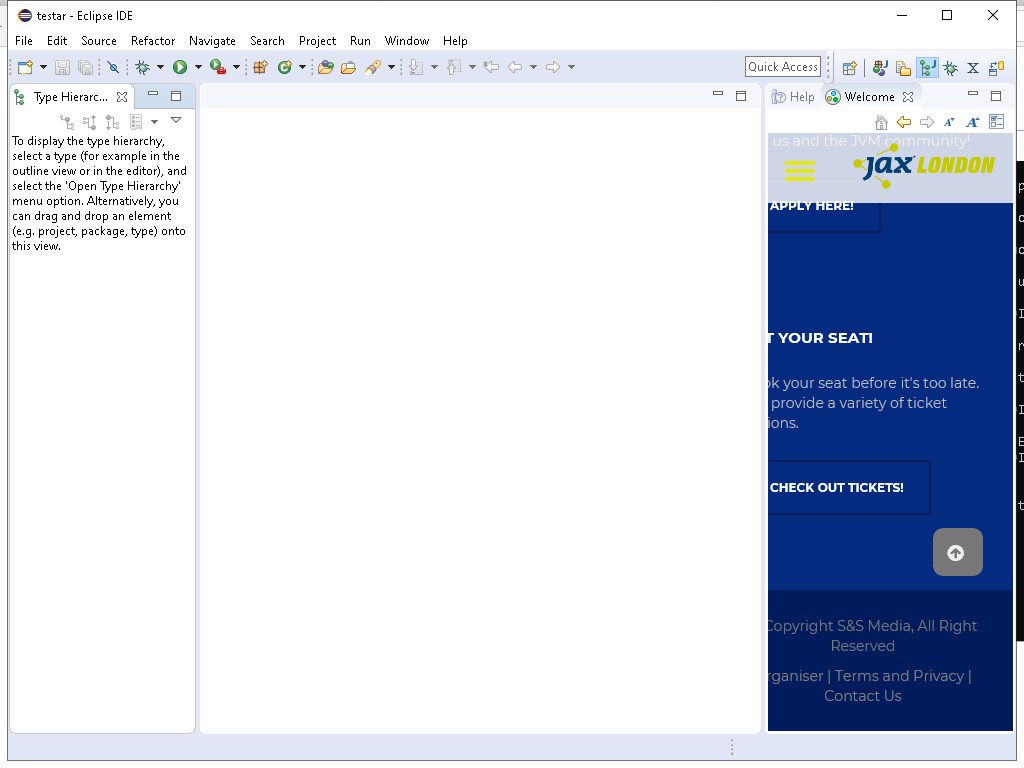 testar - Eclipse IDE
File Edit Source Refactor Navigate Search Project Run Window Help
Quick Access
Type Hierarc...
To display the type hierarchy,
select a type (for example in the
outline view or in the editor), and
select the 'Open Type Hierarchy'
menu option. Alternatively, you
can drag and drop an element
(e.g. project, package, type) onto
this view.
Help Welcome
us and the JVM community!
JAX LONDON
APPLY HERE!
T YOUR SEAT!
ok your seat before it's too late.
provide a variety of ticket
ions.
CHECK OUT TICKETS!
Copyright S&S Media, All Right
Reserved
rganiser | Terms and Privacy |
Contact Us